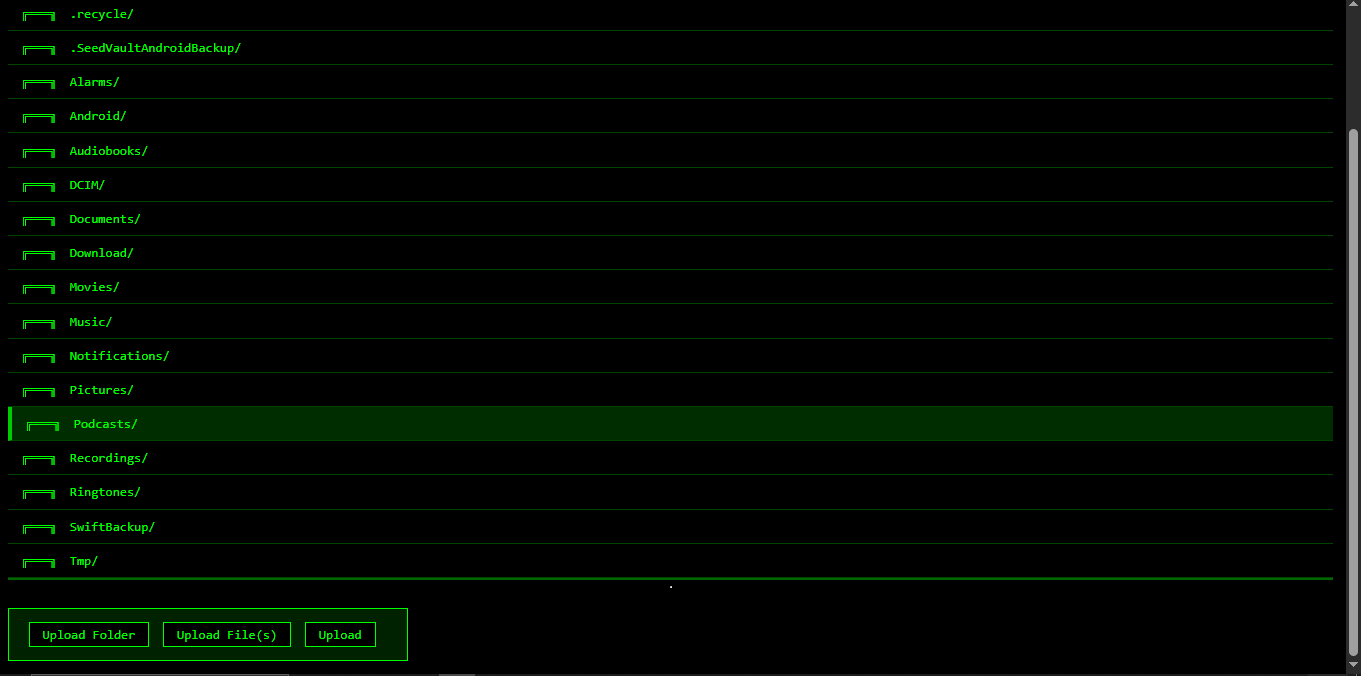 ╔═══╗ .recycle/
╔═══╗ .SeedVaultAndroidBackup/
╔═══╗ Alarms/
╔═══╗ Android/
╔═══╗ Audiobooks/
╔═══╗ DCIM/
╔═══╗ Documents/
╔═══╗ Download/
╔═══╗ Movies/
╔═══╗ Music/
╔═══╗ Notifications/
╔═══╗ Pictures/
╔═══╗ Podcasts/
╔═══╗ Recordings/
╔═══╗ Ringtones/
╔═══╗ SwiftBackup/
╔═══╗ Tmp/
.
Upload Folder Upload File(s) Upload